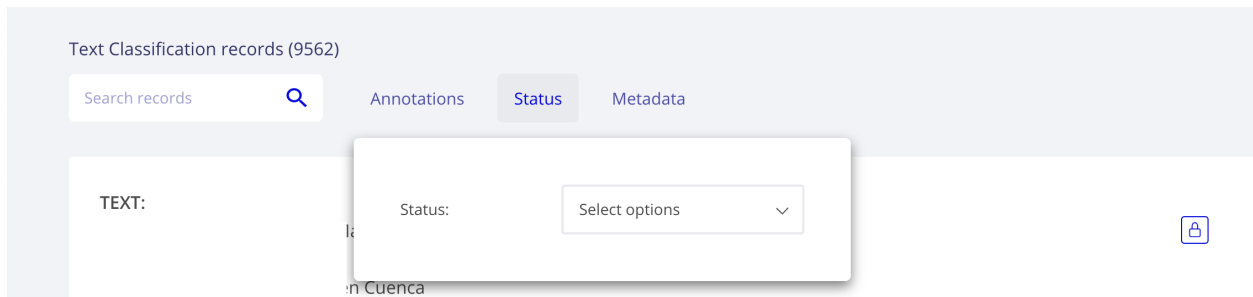 Text Classification records (9562)
Search records
Annotations
Status
Metadata
Status:
Select options
TEXT:
en Cuenca